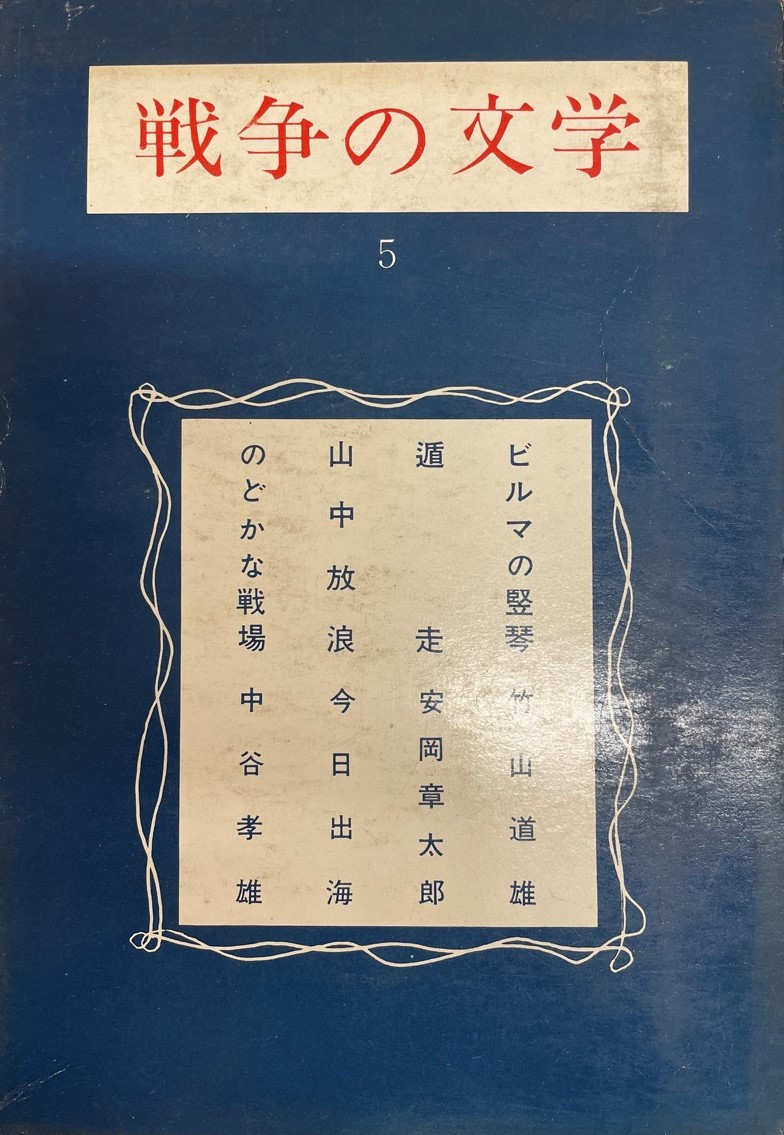 戦争の文学
5
ビルマの竪琴 竹山道雄
遁走 安岡章太郎
山中放浪 今日出海
のどかな戦場 中谷孝雄